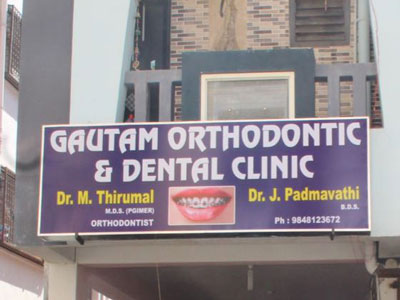 GAUTAM ORTHODONTIC
& DENTAL CLINIC
Dr. M. Thirumal
M.D.S. (PGIMER)
ORTHODONTIST
Dr. J. Padmavathi
B.D.S.
Ph : 9848123672